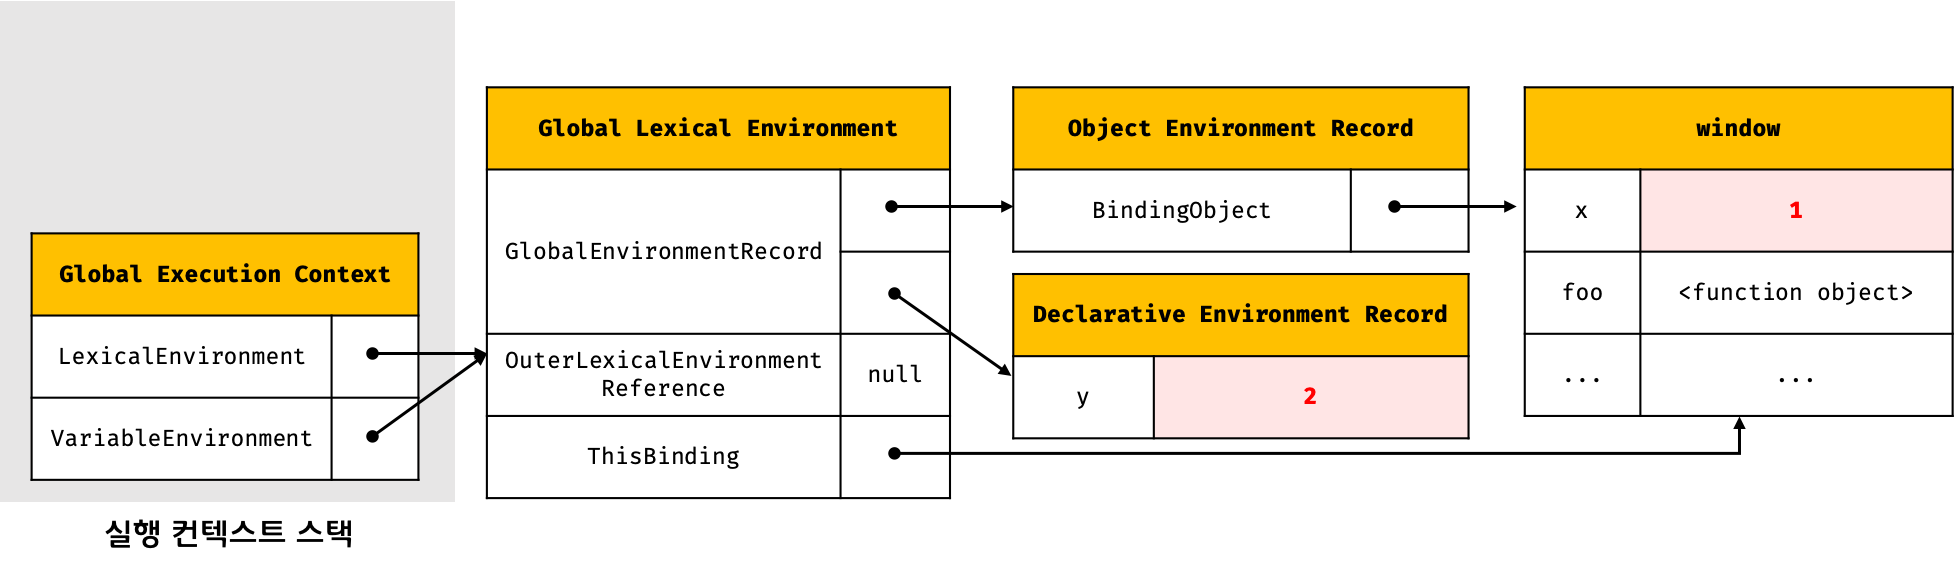 Global Execution Context
LexicalEnvironment
VariableEnvironment
실행 컨텍스트 스택
Global Lexical Environment
GlobalEnvironmentRecord
OuterLexicalEnvironment
Reference
null
ThisBinding
Object Environment Record
BindingObject
Declarative Environment Record
y
2
window
x
1
foo
<function object>
...
...